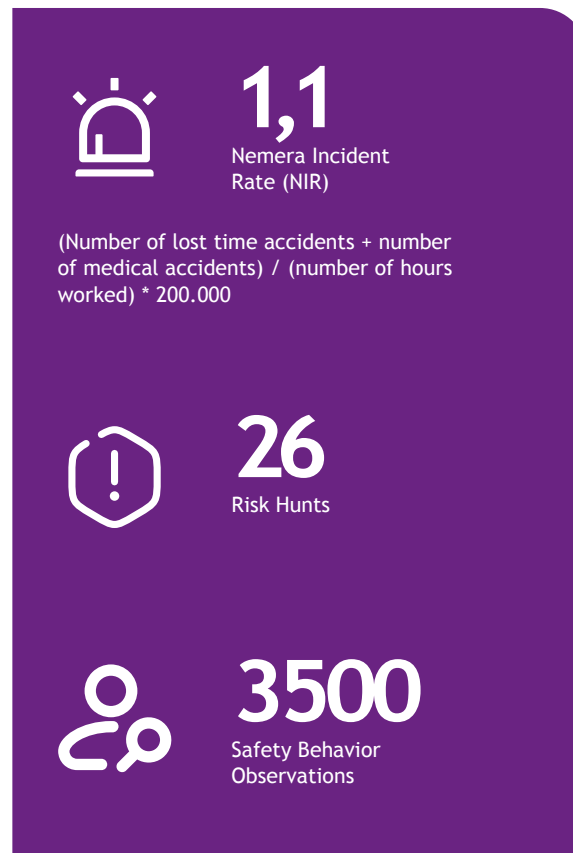 1,1
Nemera Incident
Rate (NIR)
(Number of lost time accidents + number
of medical accidents) / (number of hours
worked) * 200.000
26
Risk Hunts
3500
Safety Behavior
Observations